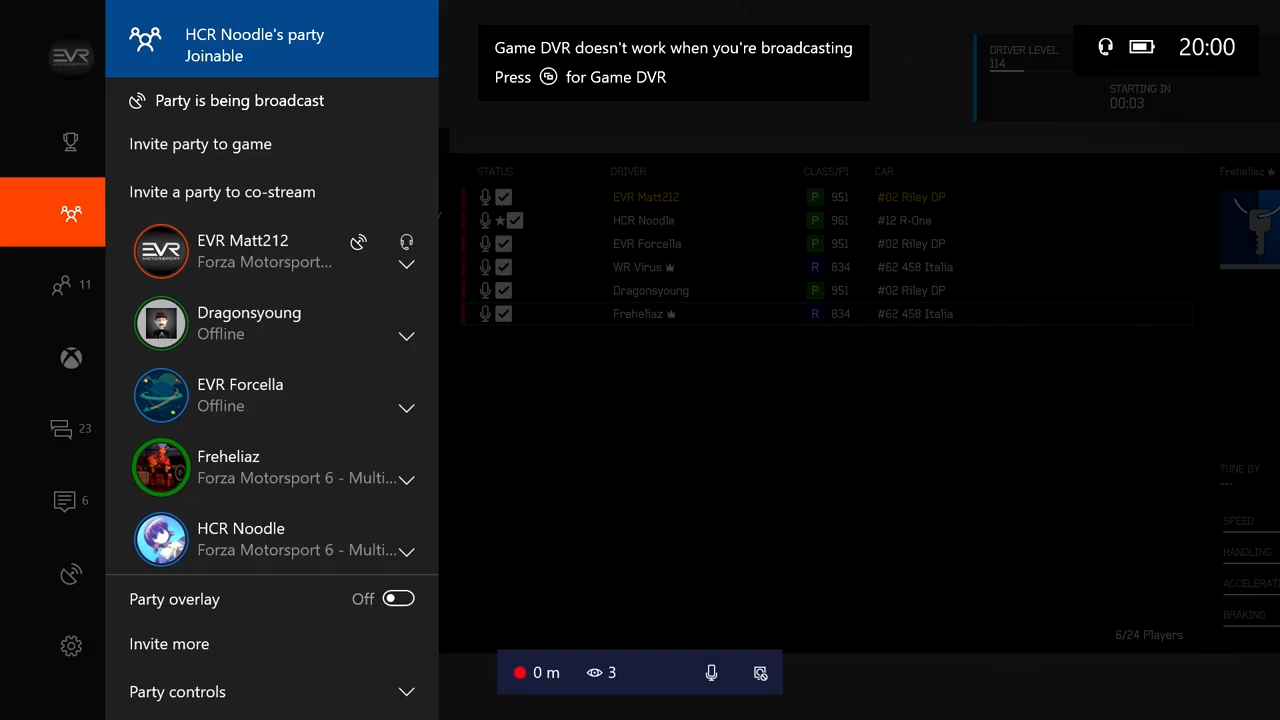 HCR Noodle's party
Joinable
Party is being broadcast
Invite party to game
Invite a party to co-stream
EVR Matt212
Forza Motorsport...
Dragonsyoung
Offline
EVR Forcella
Offline
Freheliaz
Forza Motorsport 6 - Multi...
HCR Noodle
Forza Motorsport 6 - Multi...
Party overlay Off
Invite more
Party controls
EVR
11
23
6
EVR
MOTORSPORT
Game DVR doesn't work when you're broadcasting
Press for Game DVR
DRIVER LEVEL
114
20:00
STARTING IN
00:03
STATUS DRIVER CLASS/PI CAR
EVR Matt212 P 951 #02 Riley DP
HCR Noodle P 961 #12 R-One
EVR Forcella P 951 #02 Riley DP
WR Virus R 834 #62 458 Italia
Dragonsyoung P 951 #02 Riley DP
Freheliaz R 834 #62 458 Italia
Freheliaz
TUNE BY
---
SPEED
HANDLING
ACCELERAT
BRAKING
6/24 Players
0 m 3